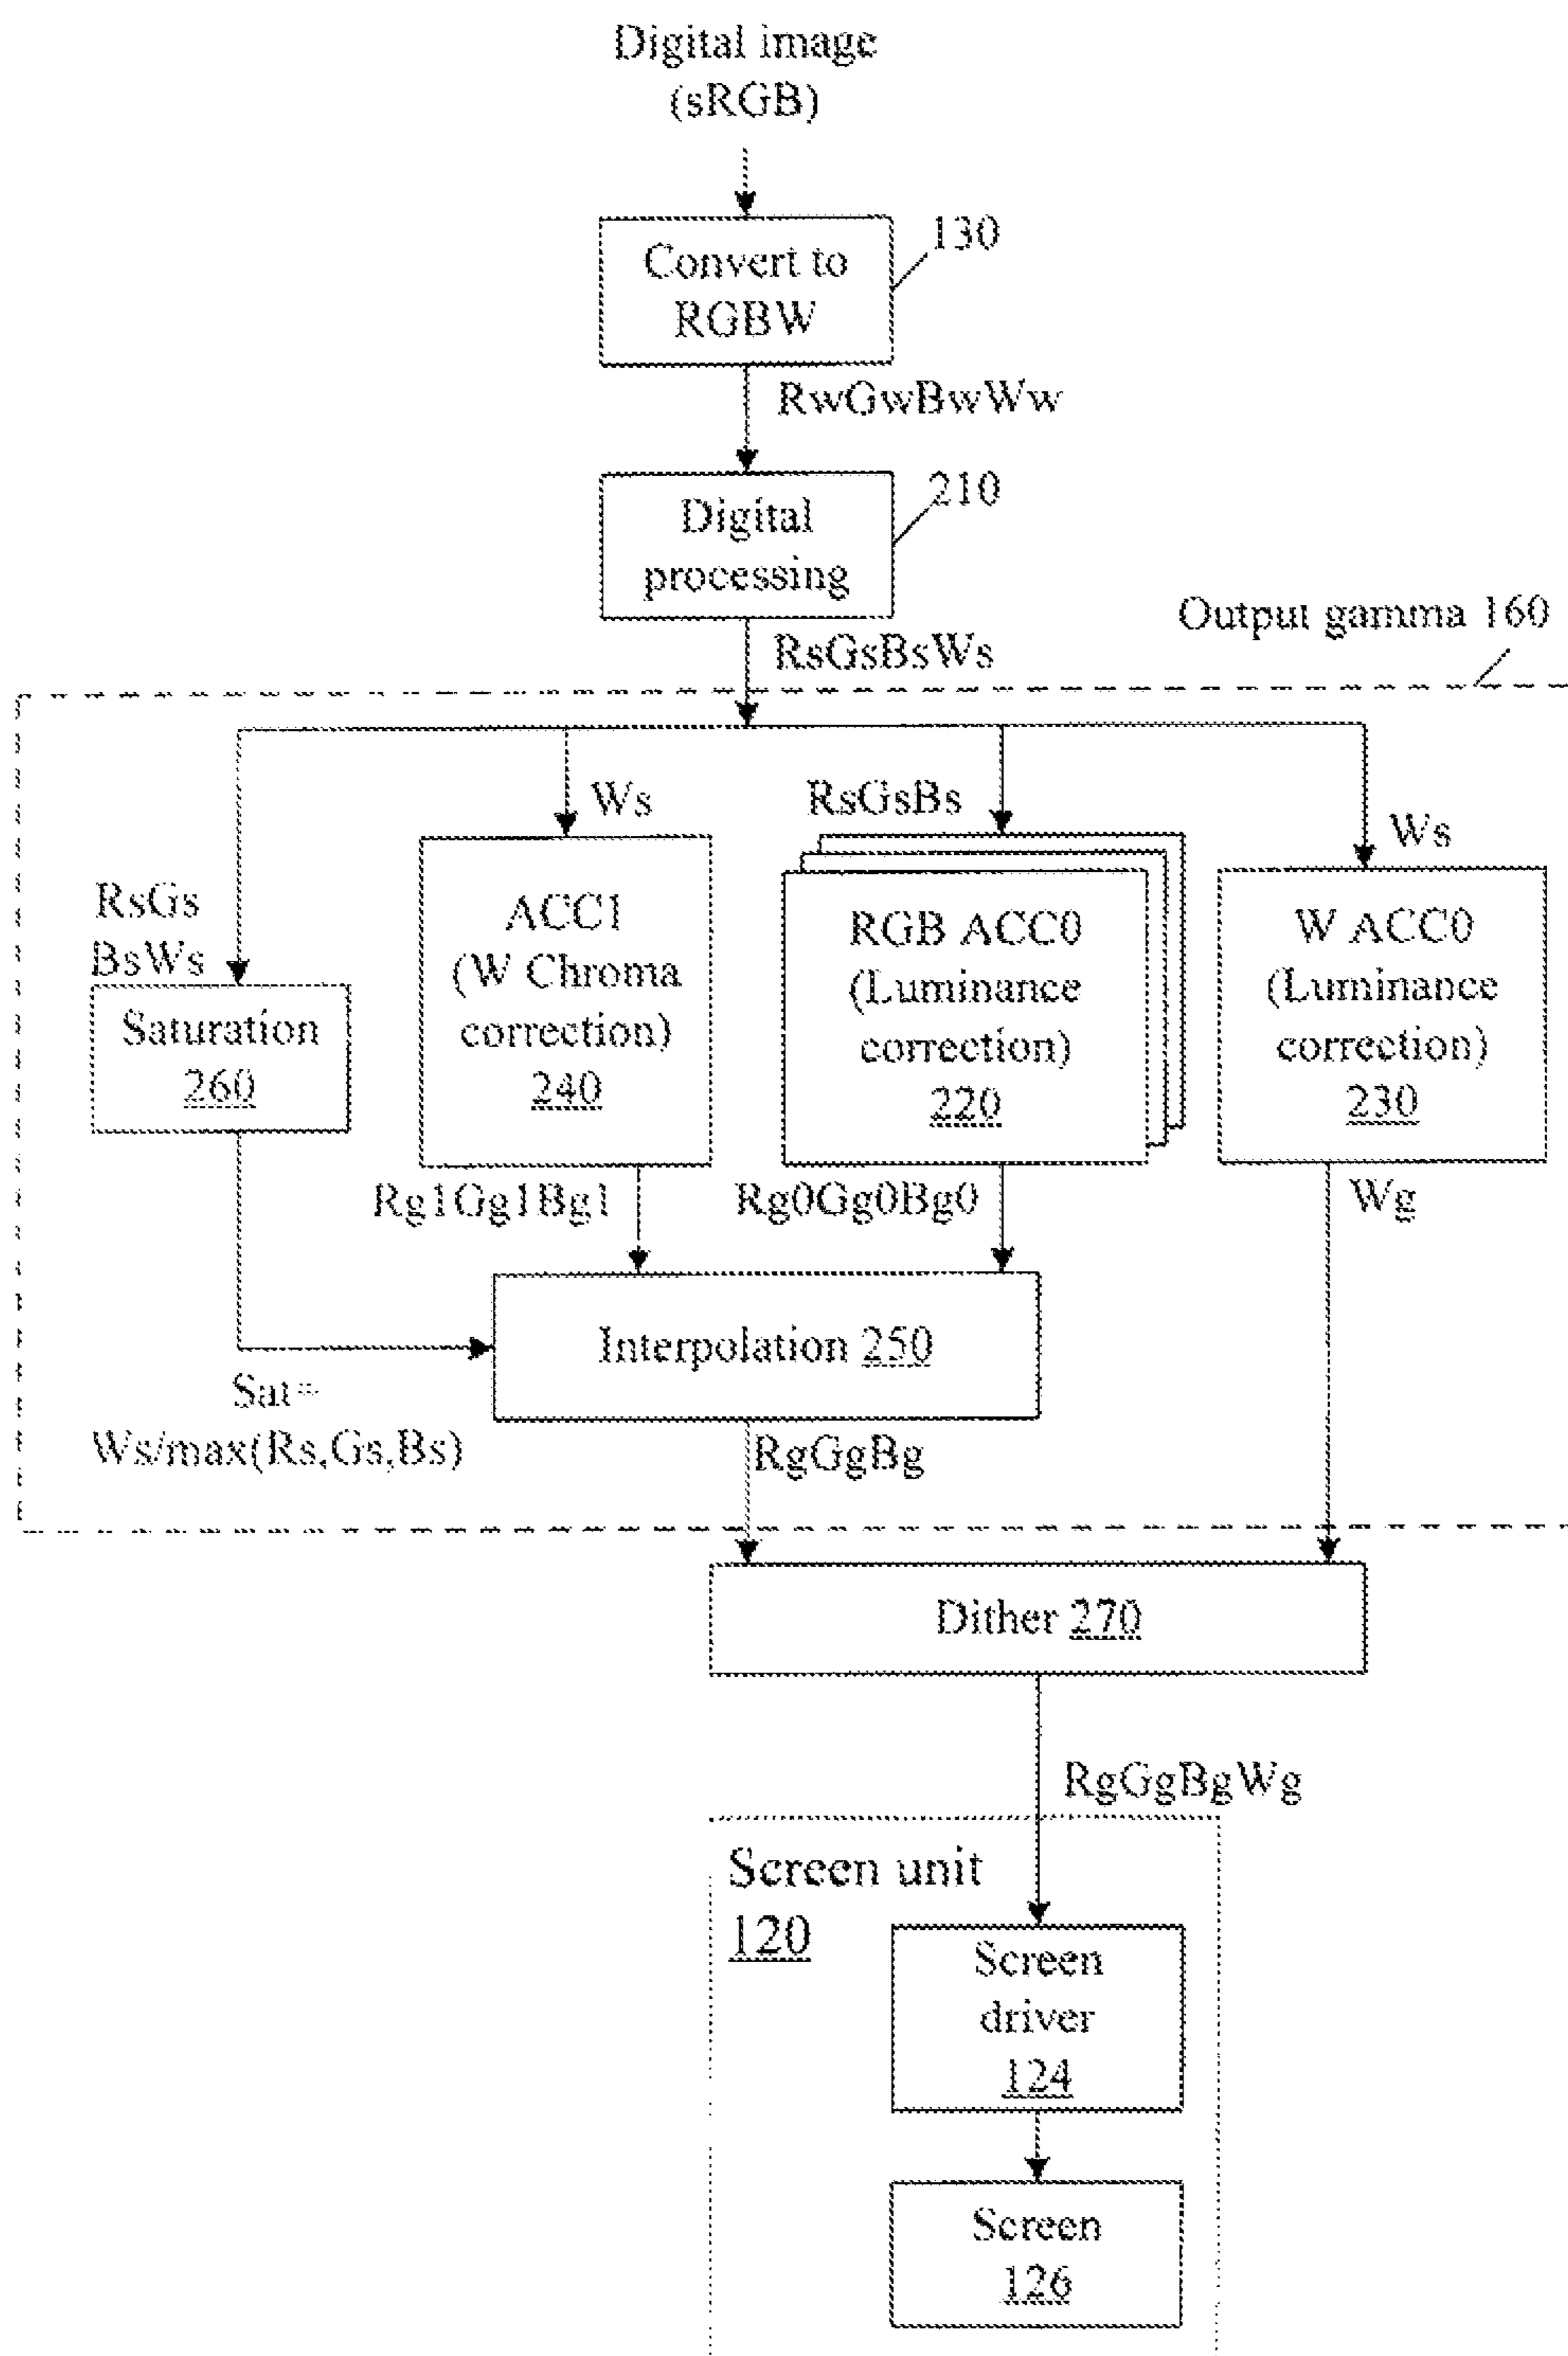 Digital image
(sRGB)
130
Convert to
RGBW
RwGwBwWw
210
Digital
processing
Output gamma 160
RsGsBsWs
Ws
RsGsBs
Ws
RsGs
BsWs
ACC1
(W Chroma
correction)
240
RGB ACC0
(Luminance
correction)
220
W ACC0
(Luminance
correction)
230
Saturation
260
Rg1Gg1Bg1
Rg0Gg0Bg0
Wg
Interpolation 250
Sat=
Ws/max(Rs,Gs,Bs)
RgGgBg
Dither 270
RgGgBgWg
Screen unit
120
Screen
driver
124
Screen
126